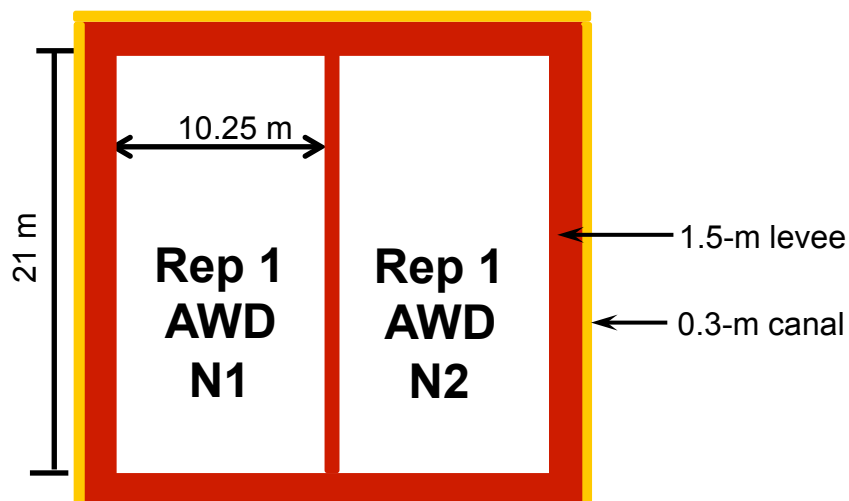 10.25 m
21 m
Rep 1
AWD
N1
Rep 1
AWD
N2
1.5-m levee
0.3-m canal